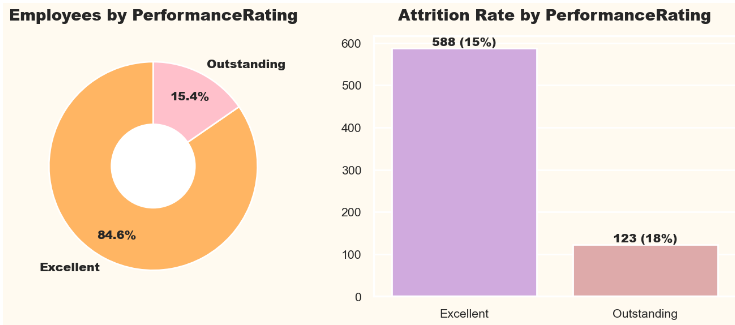 Employees by PerformanceRating
Outstanding
15.4%
84.6%
Excellent
Attrition Rate by PerformanceRating
600
500
400
300
200
100
0
588 (15%)
123 (18%)
Excellent
Outstanding